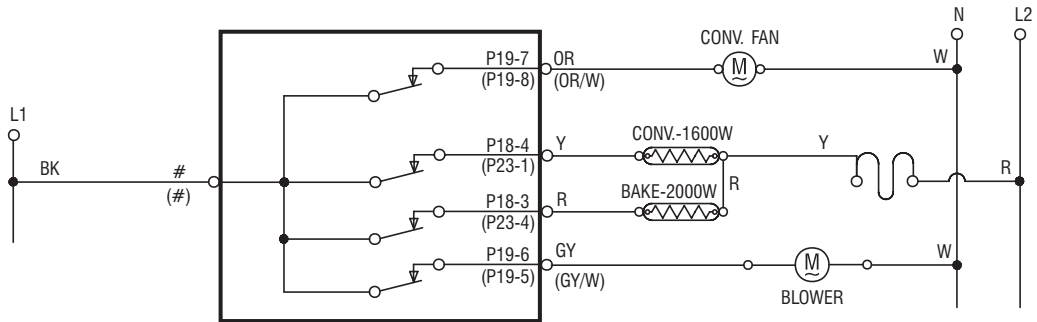 N
L2
CONV. FAN
P19-7
OR
M
W
(P19-8)
(OR/W)
L1
CONV.-1600W
P18-4
Y
Y
BK
#
(P23-1)
(#)
BAKE-2000W
R
R
P18-3
R
(P23-4)
P19-6
GY
M
W
(P19-5)
(GY/W)
BLOWER